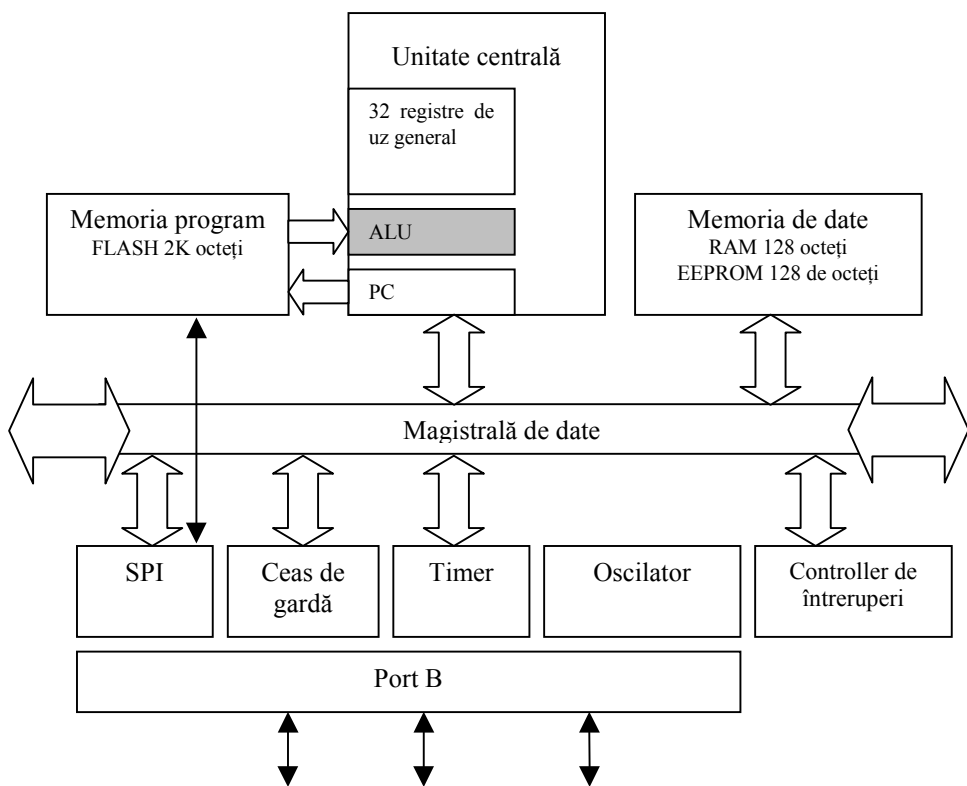 Unitate centrală
32 registre de
uz general
Memoria program
FLASH 2K octeți
ALU
PC
Memoria de date
RAM 128 octeți
EEPROM 128 de octeți
Magistrală de date
SPI
Ceas de
gardă
Timer
Oscilator
Controller de
întreruperi
Port B